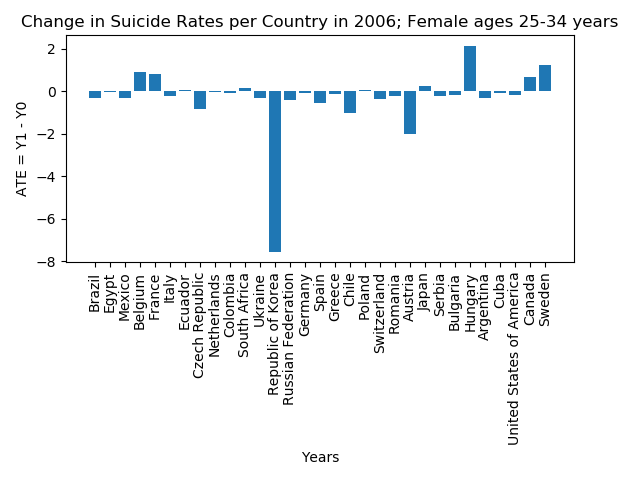 Change in Suicide Rates per Country in 2006; Female ages 25-34 years
ATE = Y1 - Y0
2
0
−2
−4
−6
−8
Brazil
Egypt
Mexico
Belgium
France
Italy
Ecuador
Czech Republic
Netherlands
Colombia
South Africa
Ukraine
Republic of Korea
Russian Federation
Germany
Spain
Greece
Chile
Poland
Switzerland
Romania
Austria
Japan
Serbia
Bulgaria
Hungary
Argentina
Cuba
United States of America
Canada
Sweden
Years